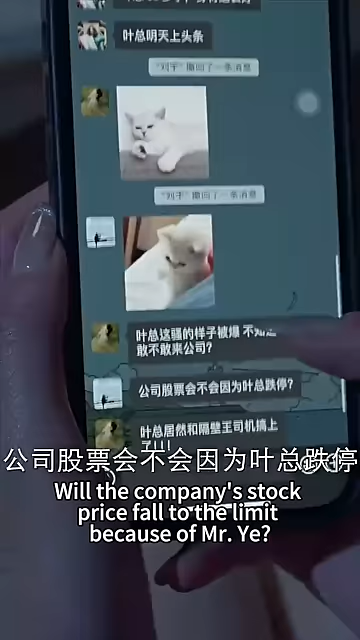 叶总明天上头条
"刘宇"撤回了一条消息
"刘宇"撤回了一条消息
叶总这骚的样子被爆 不知道
敢不敢来公司?
公司股票会不会因为叶总跌停?
叶总居然和隔壁王司机搞上
了!!!
公司股票会不会因为叶总跌停
Will the company's stock
price fall to the limit
because of Mr. Ye?